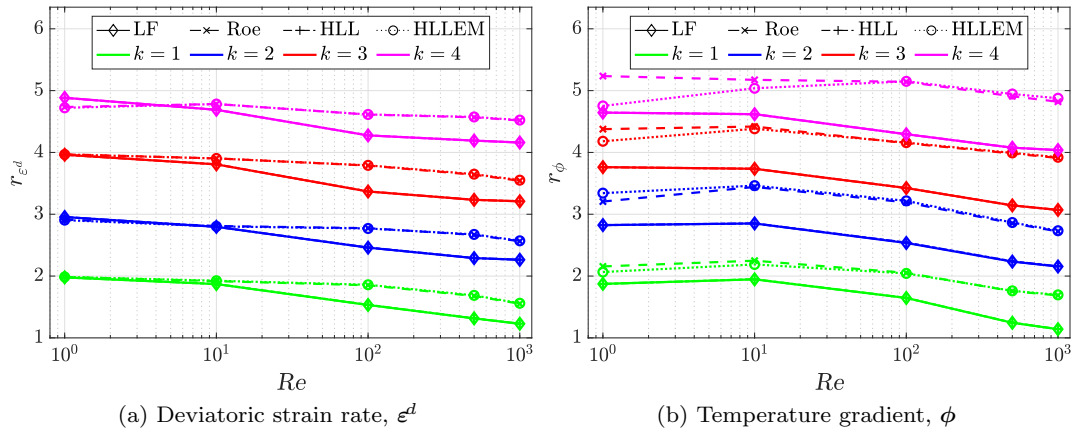 LF Roe HLL HLLEM
k = 1 k = 2 k = 3 k = 4
6
5
4
3
2
1
r_{ε^d}
10^0 10^1 10^2 10^3
Re
(a) Deviatoric strain rate, ε^d
LF Roe HLL HLLEM
k = 1 k = 2 k = 3 k = 4
6
5
4
3
2
1
r_ϕ
10^0 10^1 10^2 10^3
Re
(b) Temperature gradient, ϕ